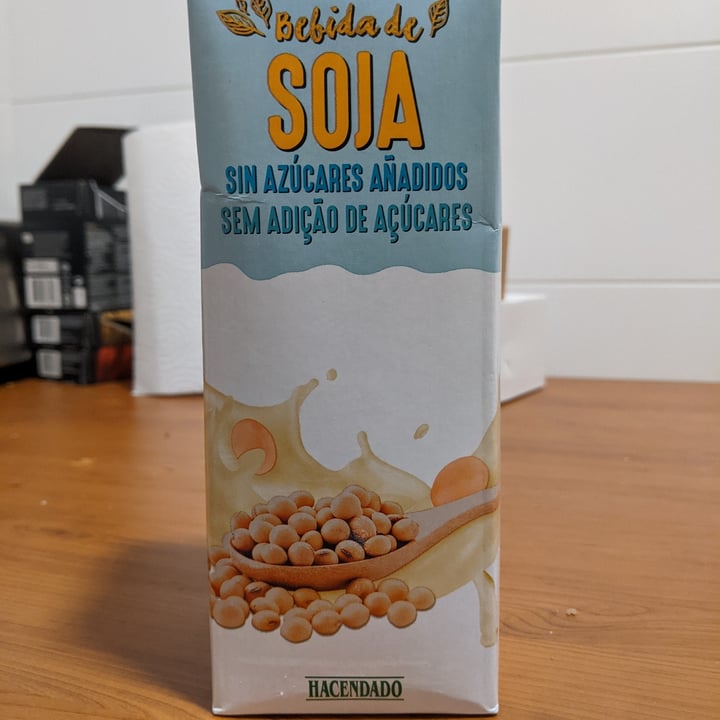 Bebida de
SOJA
SIN AZÚCARES AÑADIDOS
SEM ADIÇÃO DE AÇÚCARES
HACENDADO